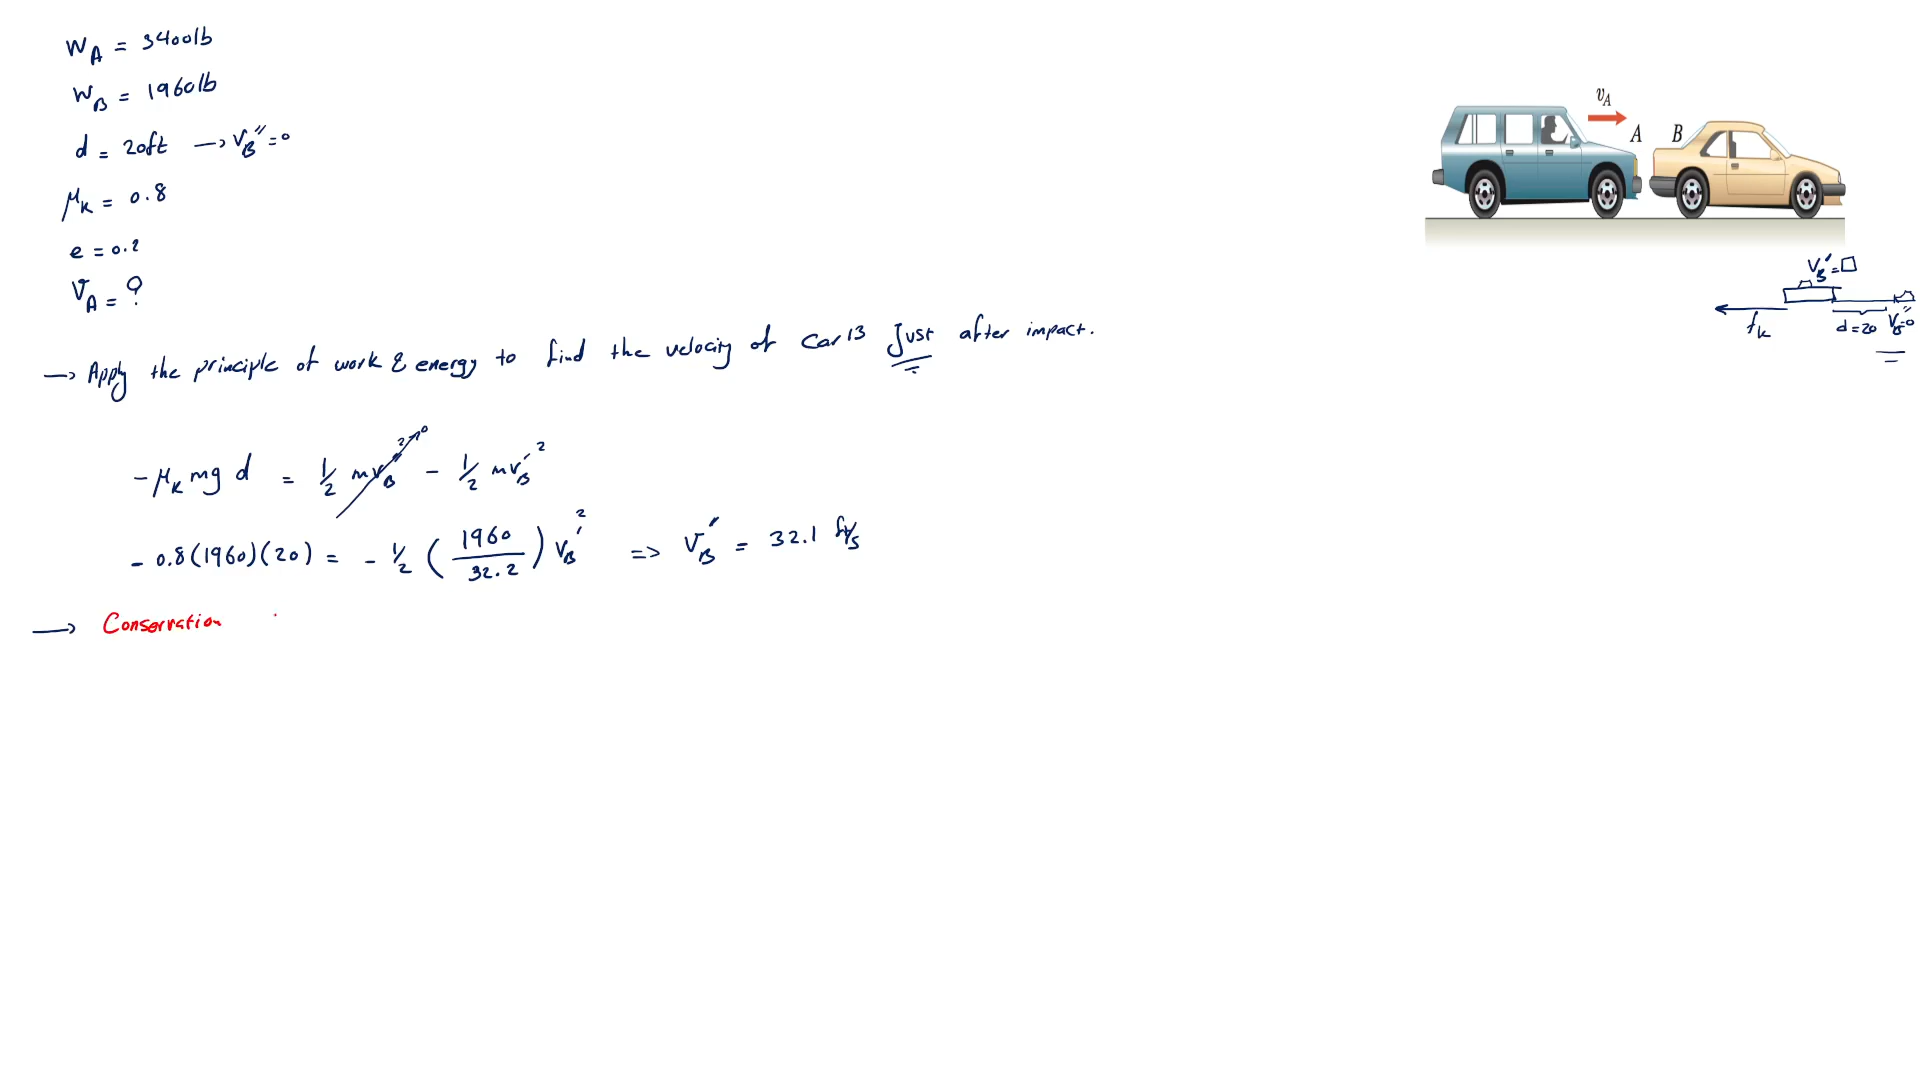 W_A = 3400lb
W_B = 1960lb
d = 20ft → V_B'' = 0
μ_k = 0.8
e = 0.2
V_A = ?
→ Apply the principle of work & energy to find the velocity of Car B Just after impact.
-μ_k mg d = 1/2 m v_B''^2 →0 - 1/2 m v_B'^2
- 0.8(1960)(20) = - 1/2 (1960/32.2) V_B'^2 => V_B' = 32.1 ft/s
→ Conservation
v_A
A B
V_B' = □
f_k d = 20 V_B'' = 0